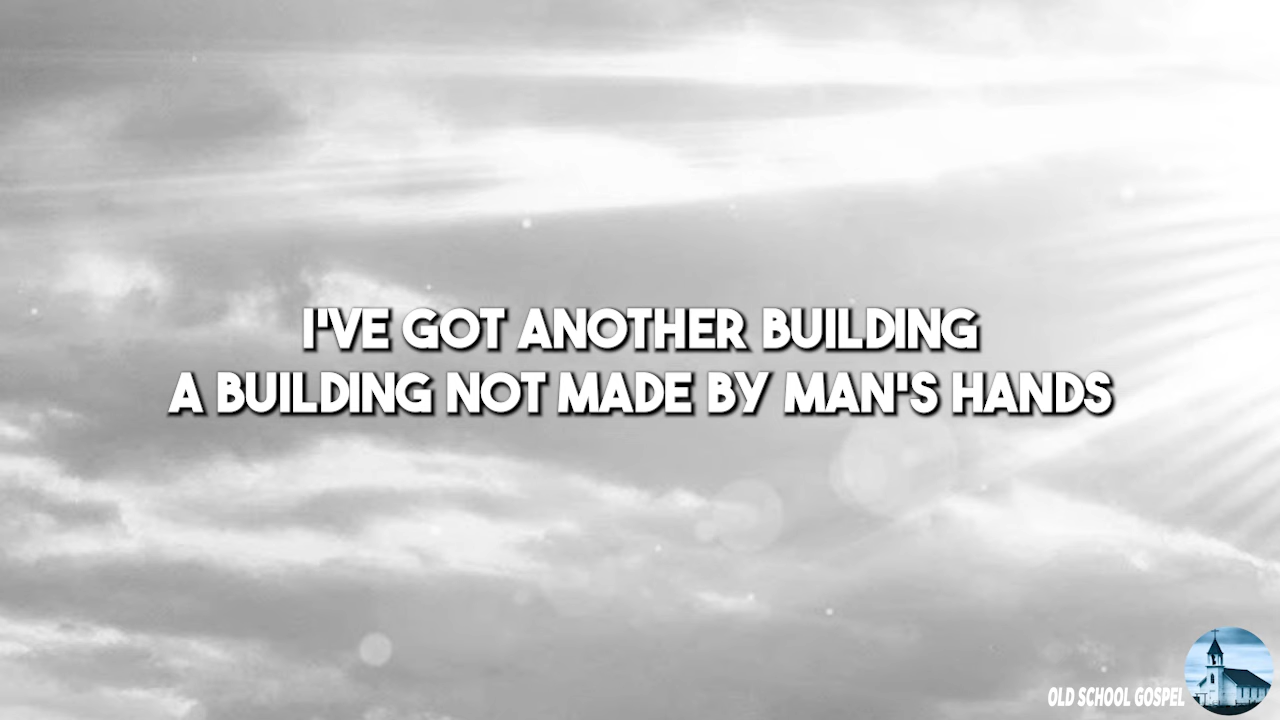 I'VE GOT ANOTHER BUILDING
A BUILDING NOT MADE BY MAN'S HANDS
OLD SCHOOL GOSPEL